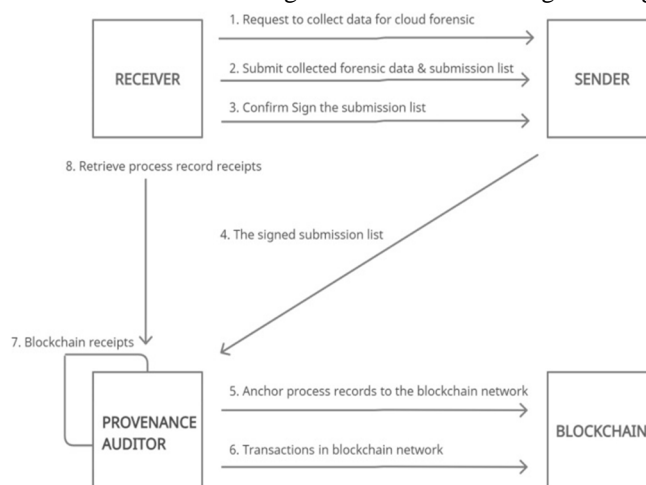 1. Request to collect data for cloud forensic
RECEIVER
2. Submit collected forensic data & submission list
SENDER
3. Confirm Sign the submission list
8. Retrieve process record receipts
4. The signed submission list
7. Blockchain receipts
5. Anchor process records to the blockchain network
PROVENANCE
AUDITOR
BLOCKCHAIN
6. Transactions in blockchain network